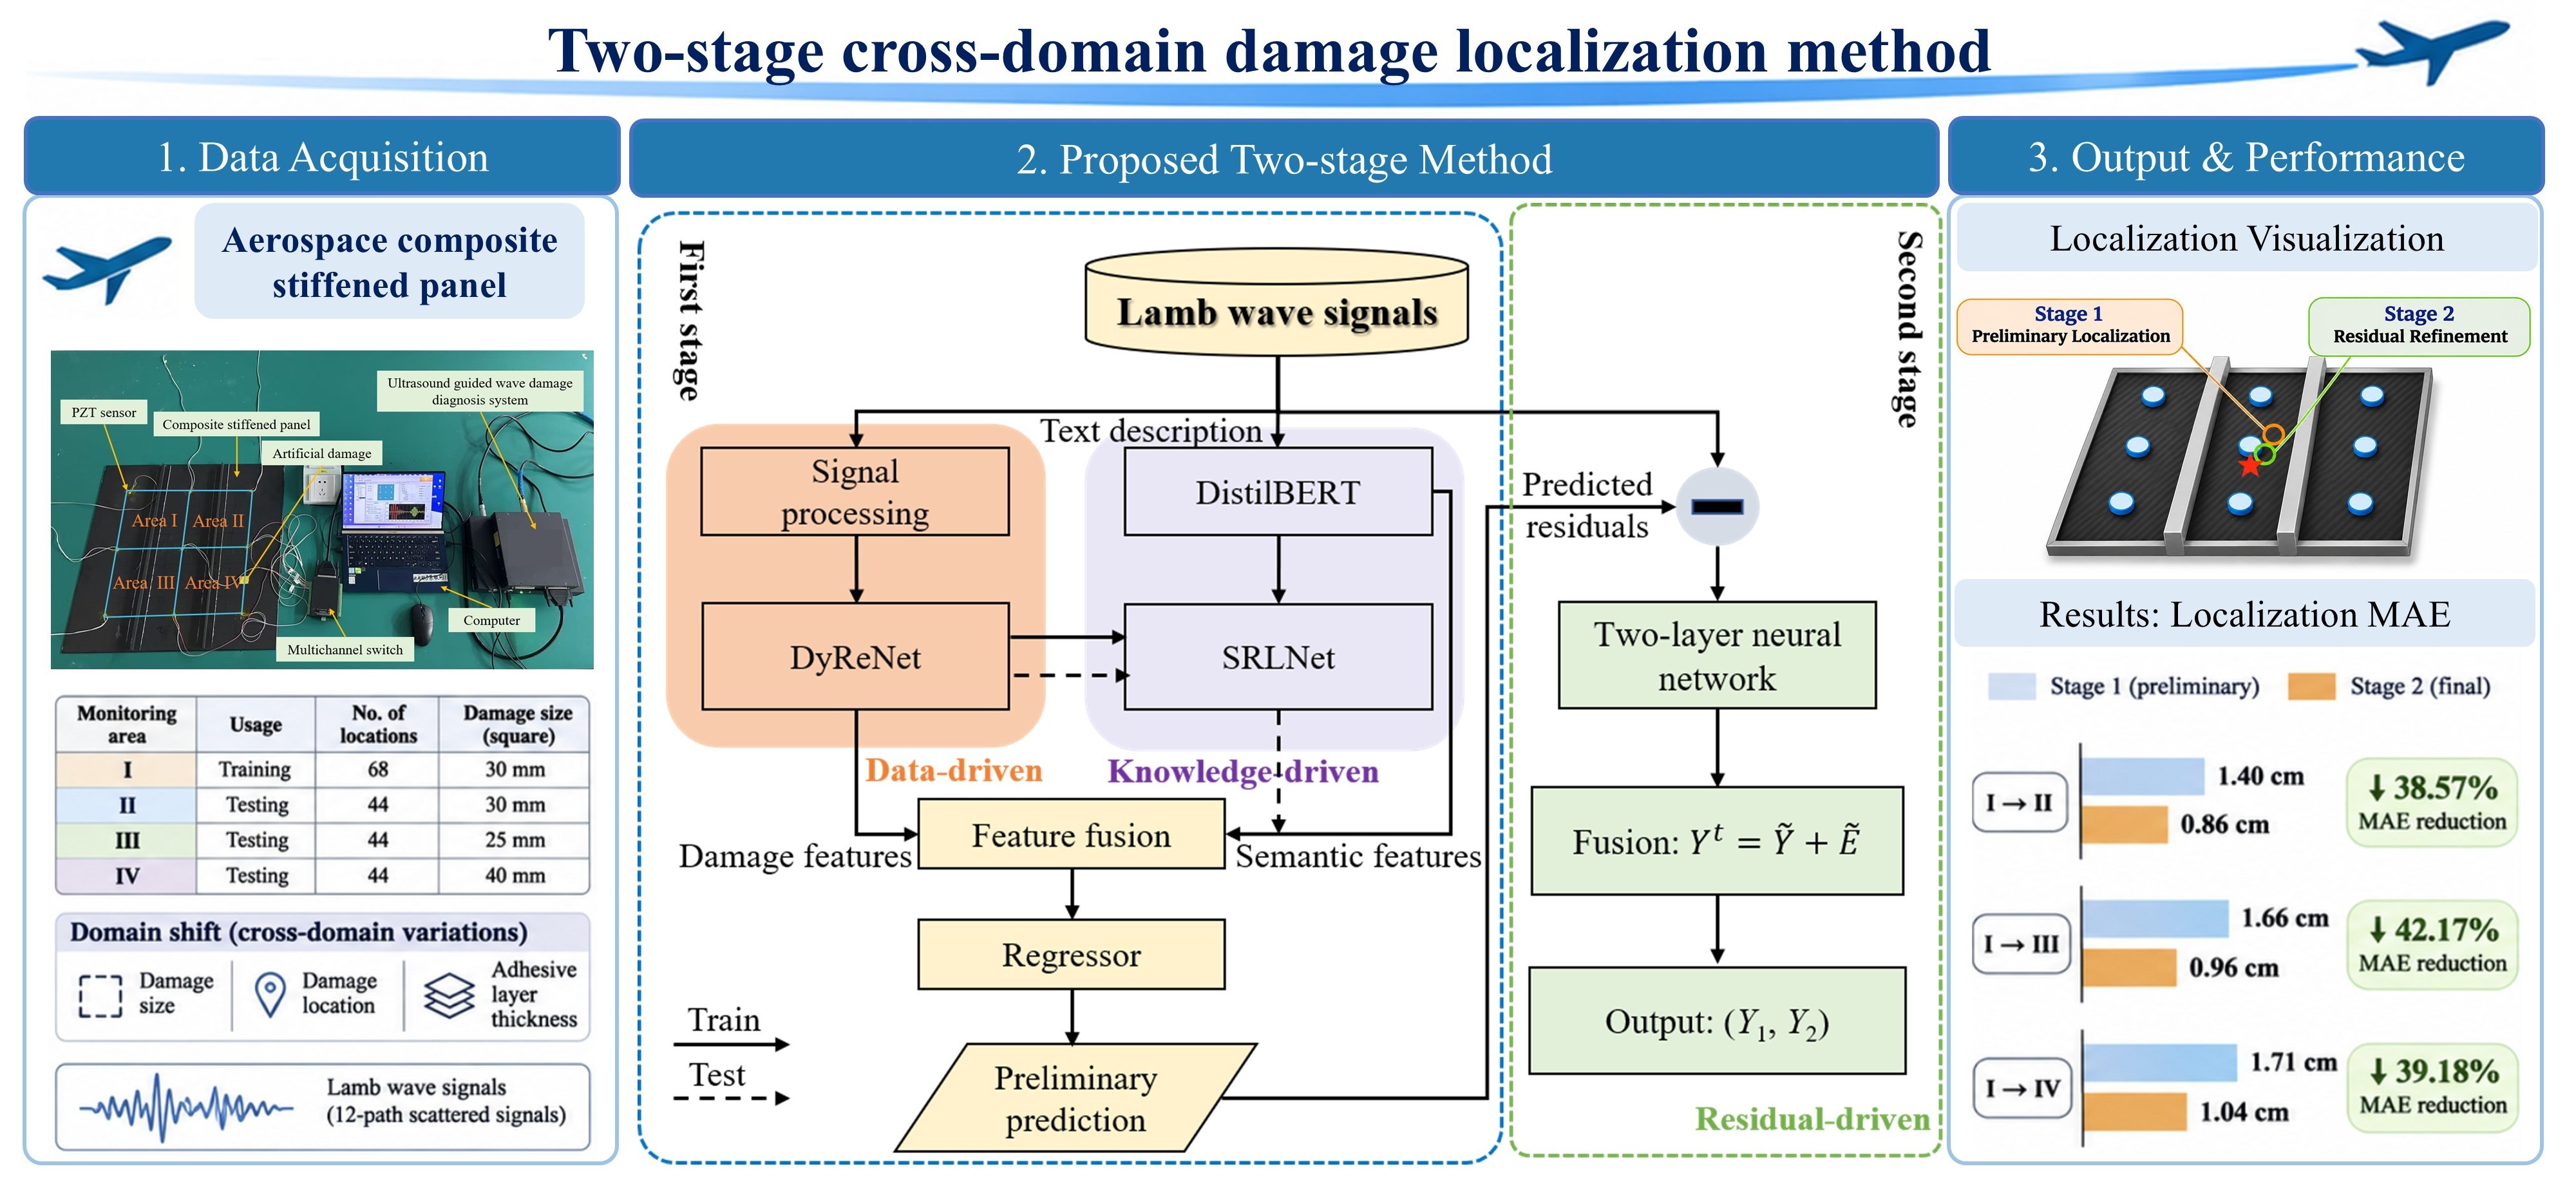 Two-stage cross-domain damage localization method
1. Data Acquisition
Aerospace composite
stiffened panel
PZT sensor
Composite stiffened panel
Artificial damage
Ultrasound guided wave damage
diagnosis system
Area I
Area II
Area III
Area IV
Computer
Multichannel switch
Monitoring area | Usage | No. of locations | Damage size (square)
I | Training | 68 | 30 mm
II | Testing | 44 | 30 mm
III | Testing | 44 | 25 mm
IV | Testing | 44 | 40 mm
Domain shift (cross-domain variations)
Damage
size
Damage
location
Adhesive
layer
thickness
Lamb wave signals
(12-path scattered signals)
2. Proposed Two-stage Method
First stage
Lamb wave signals
Text description
Signal
processing
DistilBERT
DyReNet
SRLNet
Data-driven
Knowledge-driven
Feature fusion
Damage features
Semantic features
Regressor
Train
Test
Preliminary
prediction
Second stage
Predicted
residuals
Two-layer neural
network
Fusion: Yᵗ = Ỹ + Ẽ
Output: (Y₁, Y₂)
Residual-driven
3. Output & Performance
Localization Visualization
Stage 1
Preliminary Localization
Stage 2
Residual Refinement
Results: Localization MAE
Stage 1 (preliminary)
Stage 2 (final)
I → II
1.40 cm
0.86 cm
↓ 38.57%
MAE reduction
I → III
1.66 cm
0.96 cm
↓ 42.17%
MAE reduction
I → IV
1.71 cm
1.04 cm
↓ 39.18%
MAE reduction